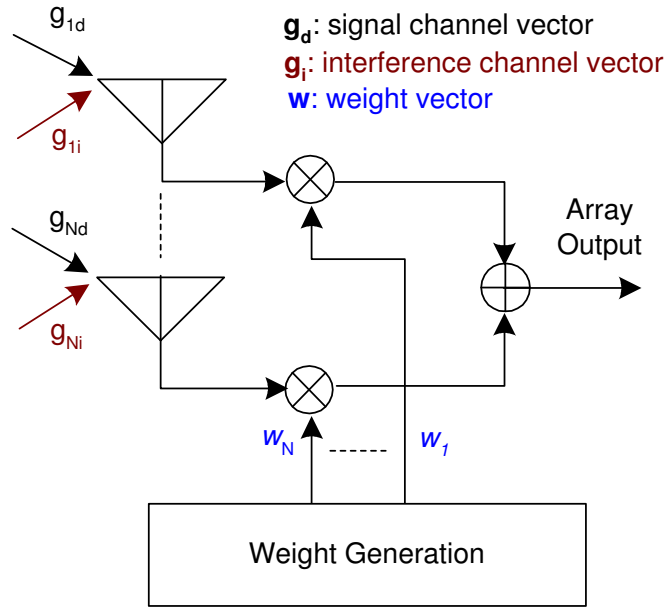 g1d
gd: signal channel vector
gi: interference channel vector
w: weight vector
g1i
gNd
Array
Output
gNi
wN
w1
Weight Generation